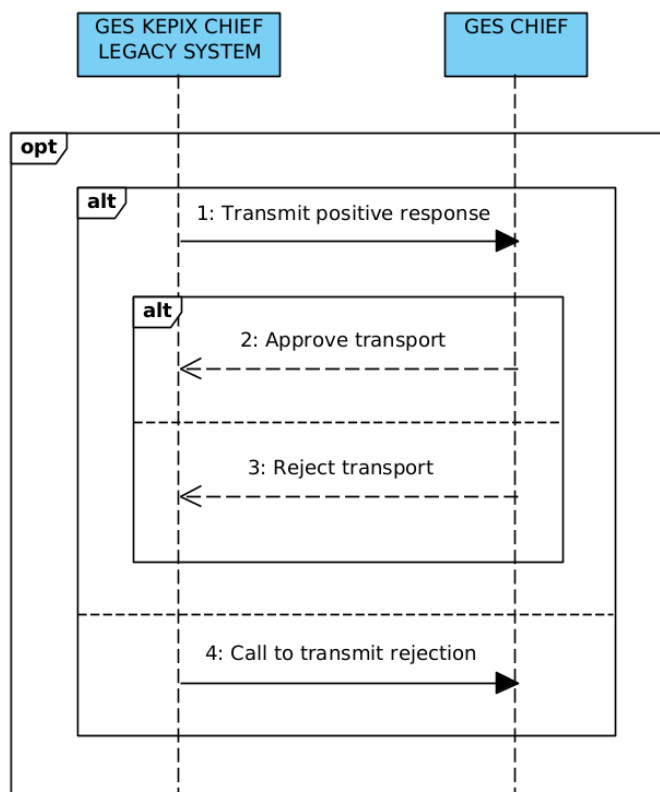 GES KEPIX CHIEF
LEGACY SYSTEM
GES CHIEF
opt
alt
1: Transmit positive response
alt
2: Approve transport
3: Reject transport
4: Call to transmit rejection